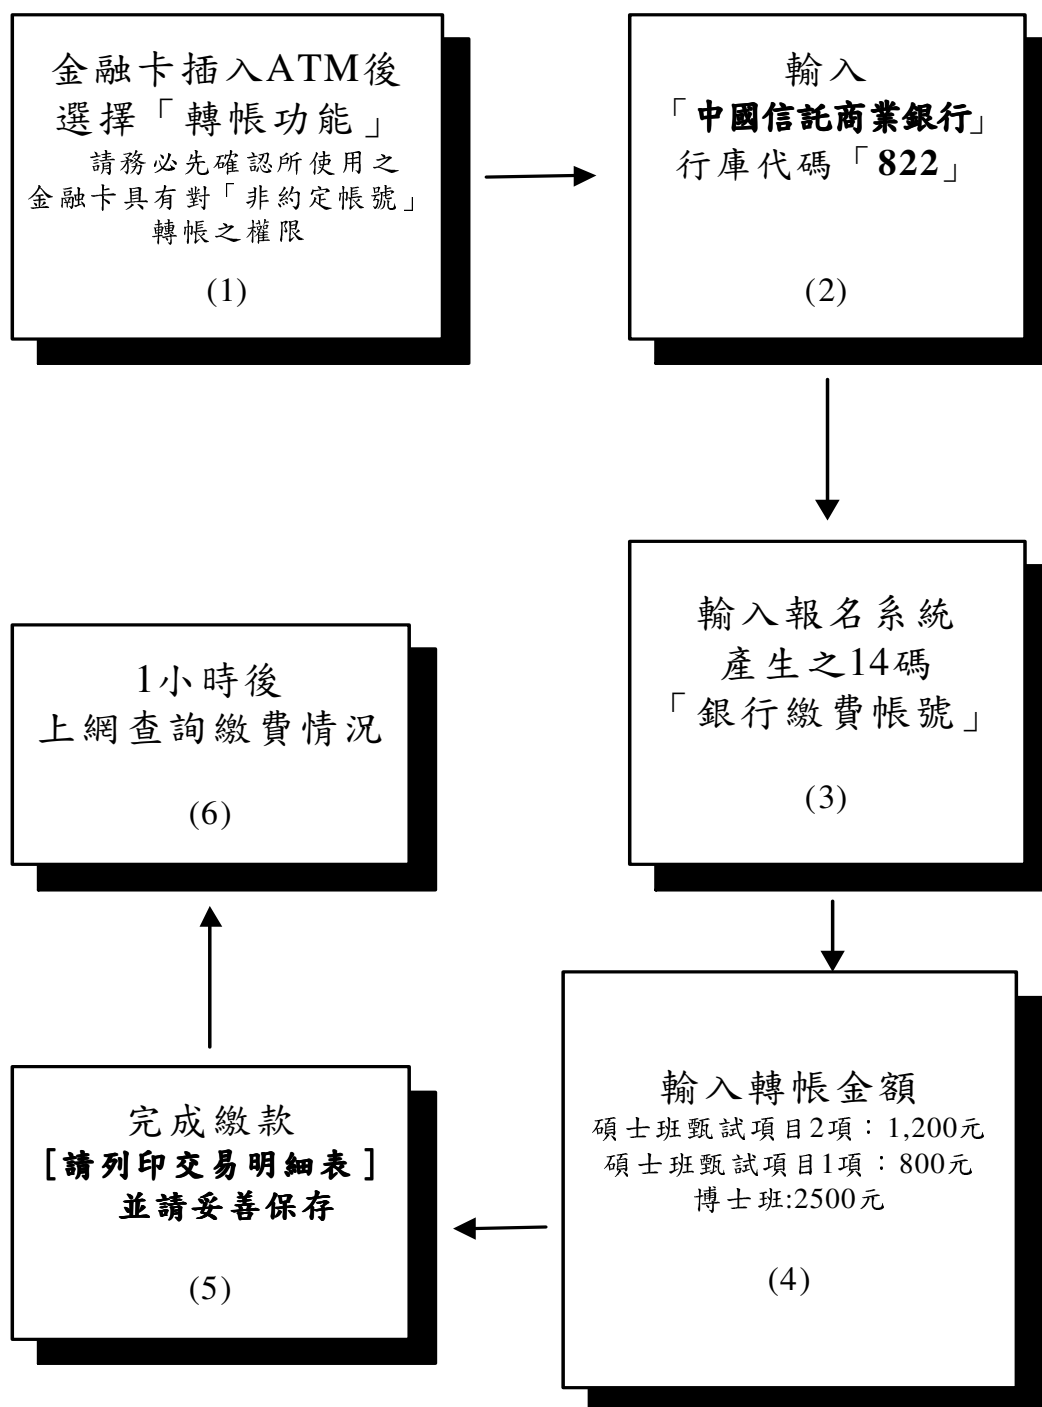 金融卡插入ATM後
選擇「轉帳功能」
請務必先確認所使用之
金融卡具有對「非約定帳號」
轉帳之權限
(1)
輸入
「中國信託商業銀行」
行庫代碼「822」
(2)
輸入報名系統
產生之14碼
「銀行繳費帳號」
(3)
輸入轉帳金額
碩士班甄試項目2項：1,200元
碩士班甄試項目1項：800元
博士班:2500元
(4)
完成繳款
[請列印交易明細表]
並請妥善保存
(5)
1小時後
上網查詢繳費情況
(6)